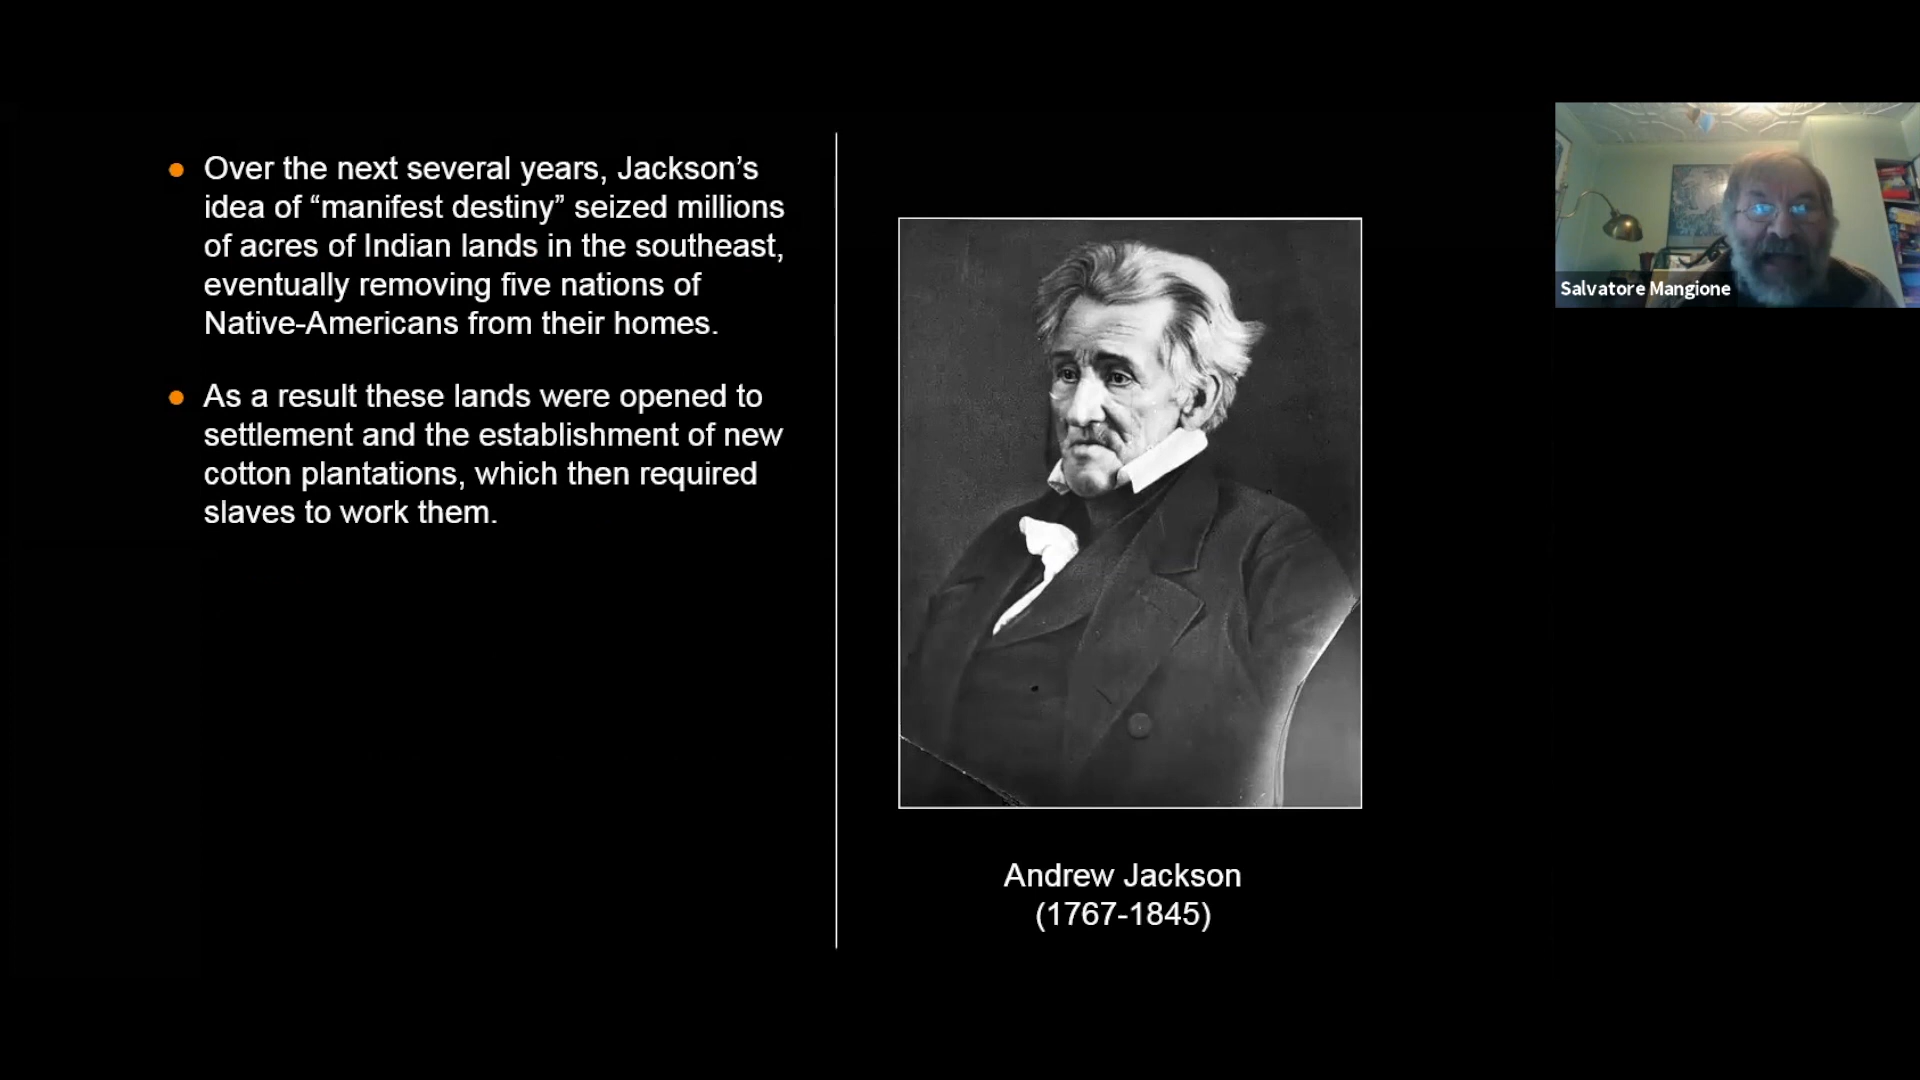 Over the next several years, Jackson’s
idea of “manifest destiny” seized millions
of acres of Indian lands in the southeast,
eventually removing five nations of
Native-Americans from their homes.
As a result these lands were opened to
settlement and the establishment of new
cotton plantations, which then required
slaves to work them.
Andrew Jackson
(1767-1845)
Salvatore Mangione